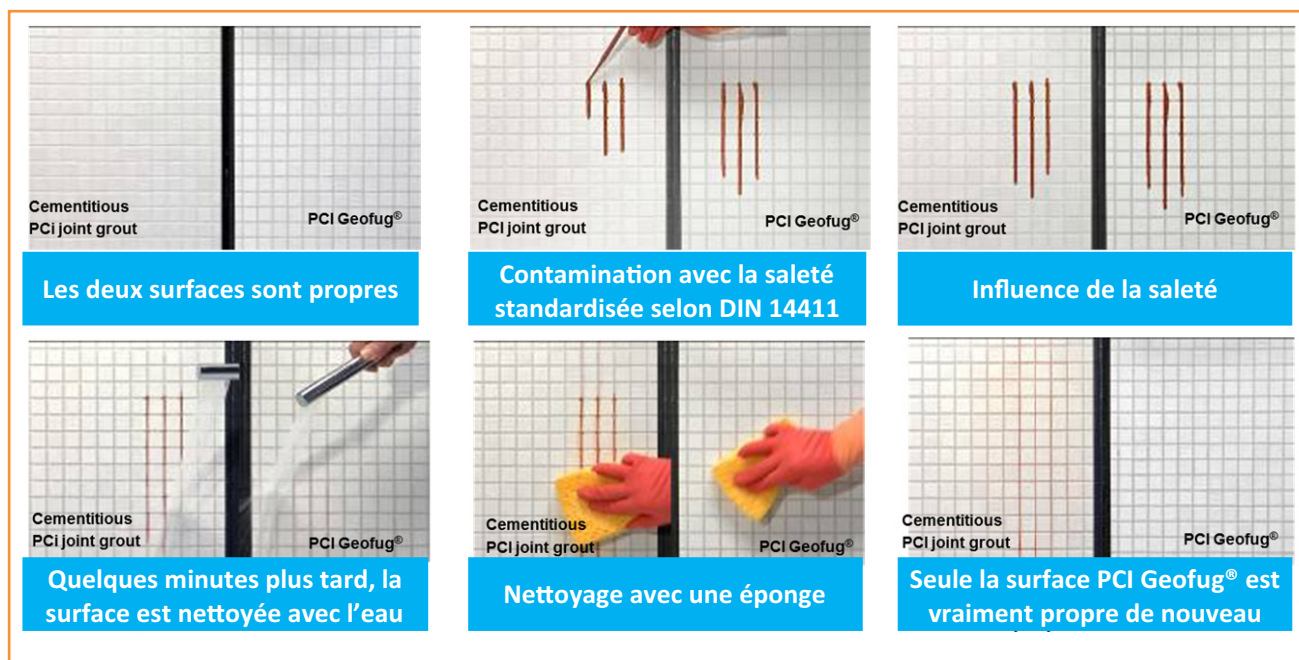 Cementitious
PCi joint grout
PCI Geofug®
Les deux surfaces sont propres
Cementitious
PCI joint grout
PCI Geofug®
Contamination avec la saleté
standardisée selon DIN 14411
Cementitious
PCI joint grout
PCI Geofug®
Influence de la saleté
Cementitious
PCi joint grout
PCI Geofug®
Quelques minutes plus tard, la
surface est nettoyée avec l’eau
Cementitious
PCI joint grout
PCI Geofug®
Nettoyage avec une éponge
Cementitious
PCI joint grout
PCI Geofug®
Seule la surface PCI Geofug® est
vraiment propre de nouveau